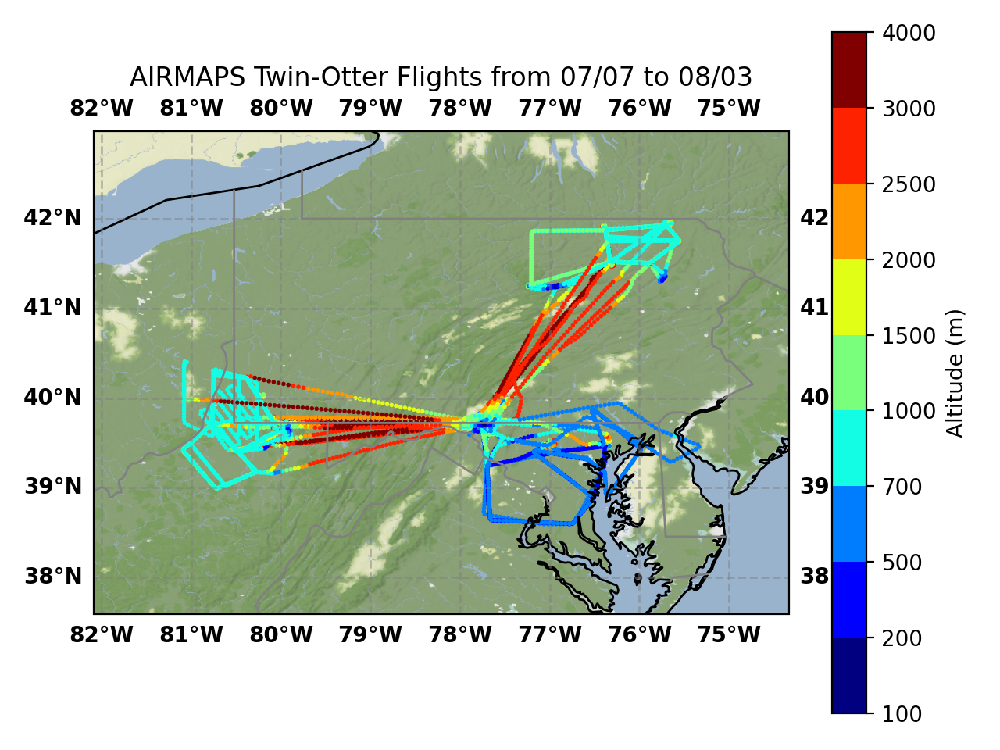 AIRMAPS Twin-Otter Flights from 07/07 to 08/03
82°W 81°W 80°W 79°W 78°W 77°W 76°W 75°W
42°N
41°N
40°N
39°N
38°N
42
41
40
39
38
82°W 81°W 80°W 79°W 78°W 77°W 76°W 75°W
4000
3000
2500
2000
1500
1000
700
500
200
100
Altitude (m)